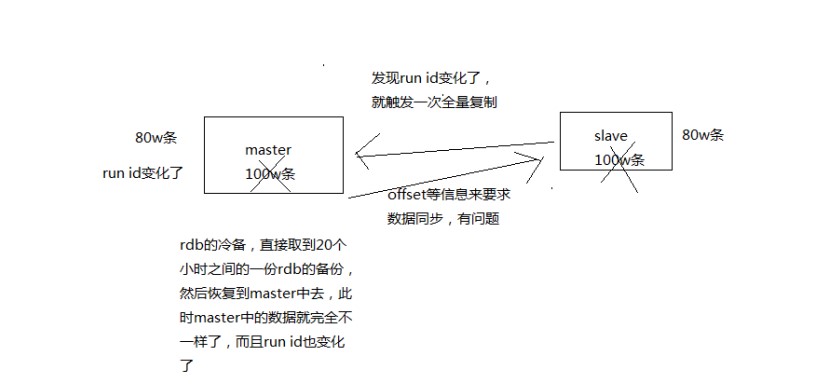 发现run id变化了，
就触发一次全量复制
80w条
master
100w条
run id变化了
slave
100w条
80w条
offset等信息来要求
数据同步，有问题
rdb的冷备，直接取到20个
小时之间的一份rdb的备份，
然后恢复到master中去，此
时master中的数据就完全不
一样了，而且run id也变化
了